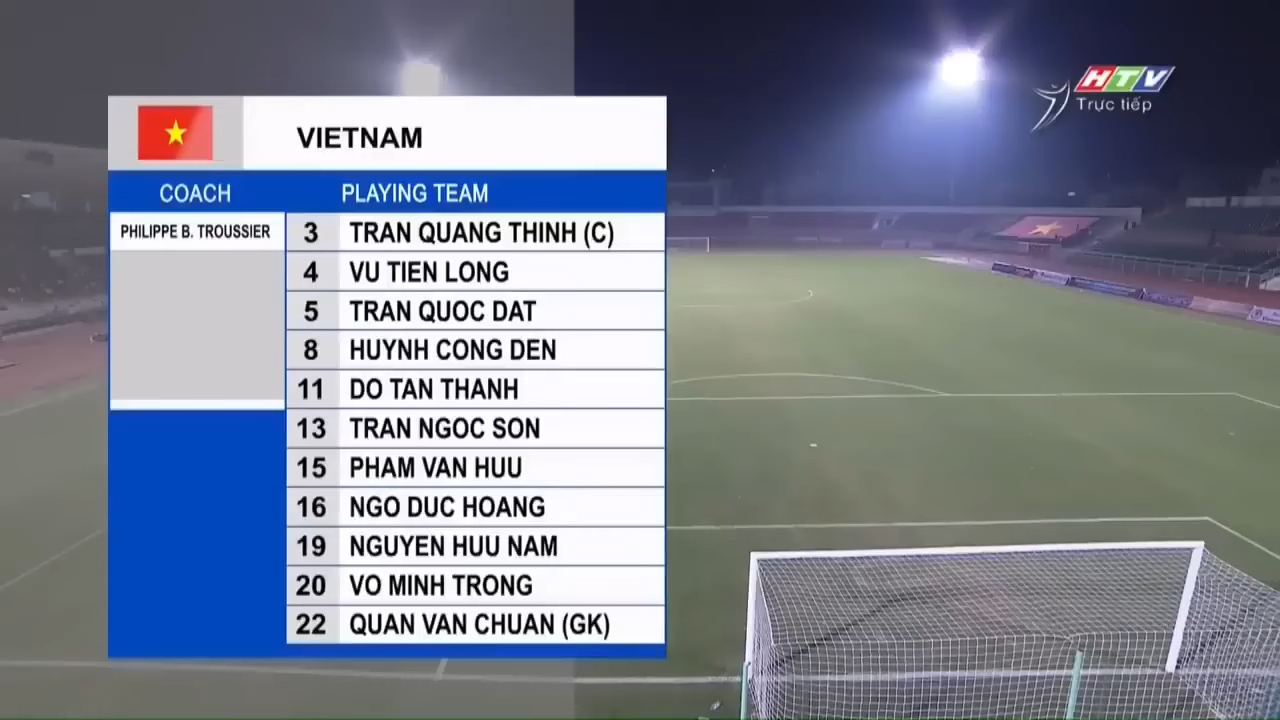 HTV
Trực tiếp
VIETNAM
COACH PLAYING TEAM
PHILIPPE B. TROUSSIER
3 TRAN QUANG THINH (C)
4 VU TIEN LONG
5 TRAN QUOC DAT
8 HUYNH CONG DEN
11 DO TAN THANH
13 TRAN NGOC SON
15 PHAM VAN HUU
16 NGO DUC HOANG
19 NGUYEN HUU NAM
20 VO MINH TRONG
22 QUAN VAN CHUAN (GK)